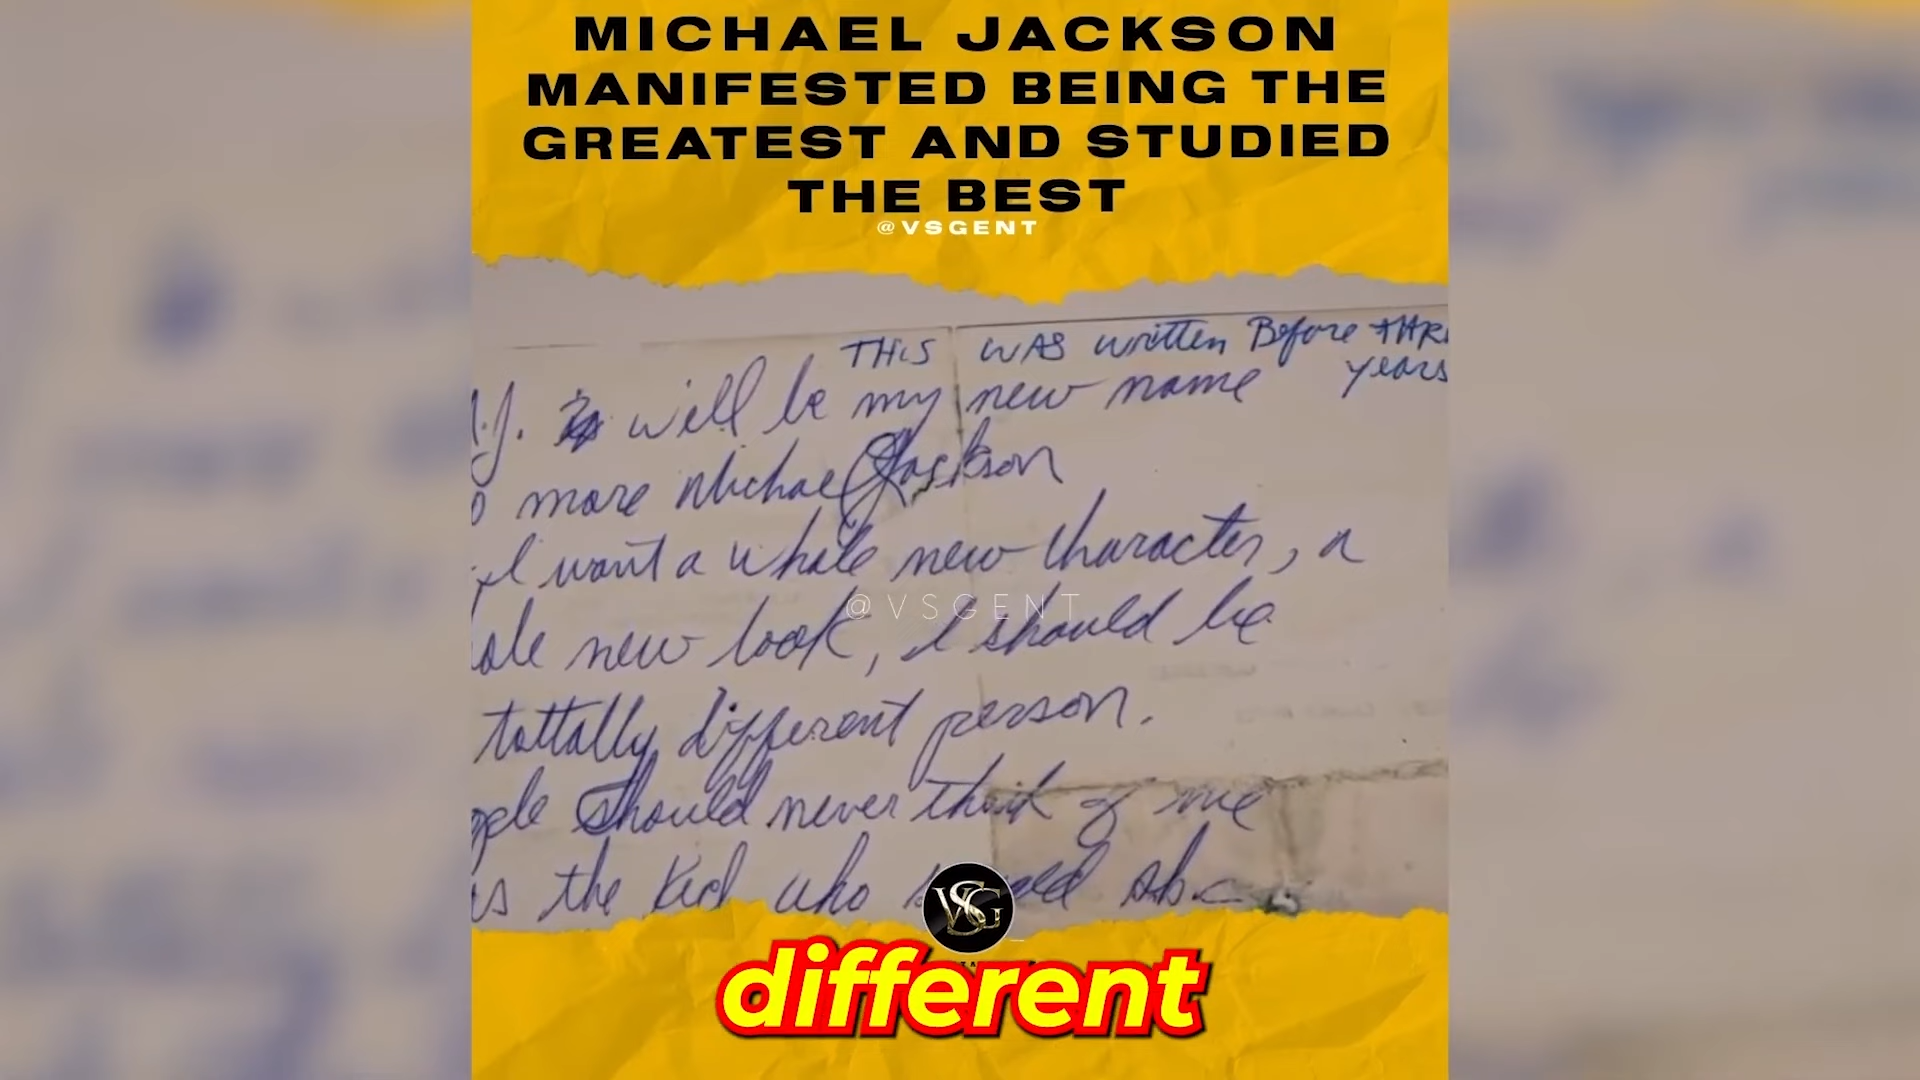 MICHAEL JACKSON
MANIFESTED BEING THE
GREATEST AND STUDIED
THE BEST
@VSGENT
THIS WAS written Before
years
will be my new name
more Michael Jackson
I want a whole new character, a
new look, I should be
tottally different person.
should never think of me
as the kid who
@VSGENT
VSG
different